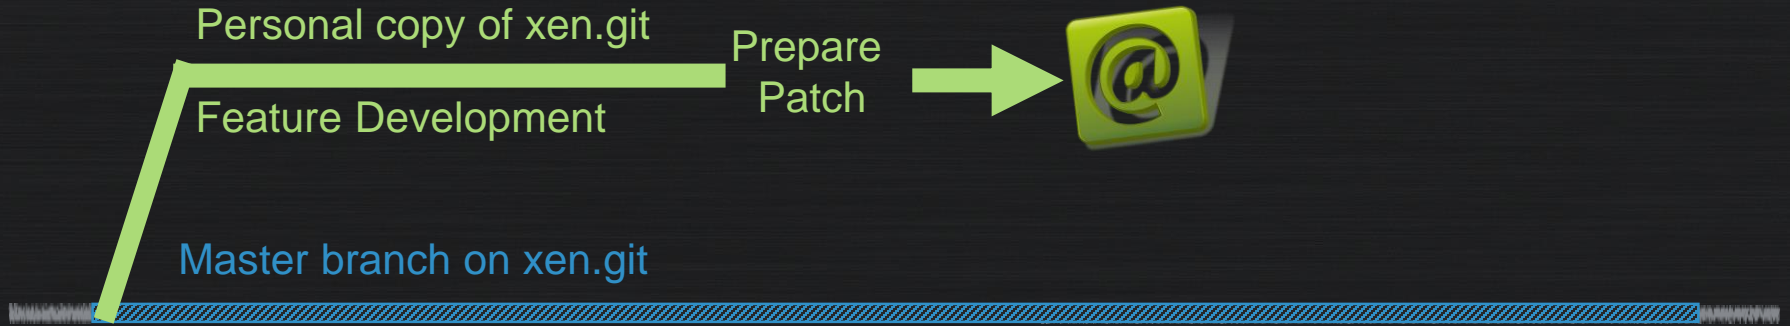 Personal copy of xen.git
Prepare
Patch
@
Feature Development
Master branch on xen.git